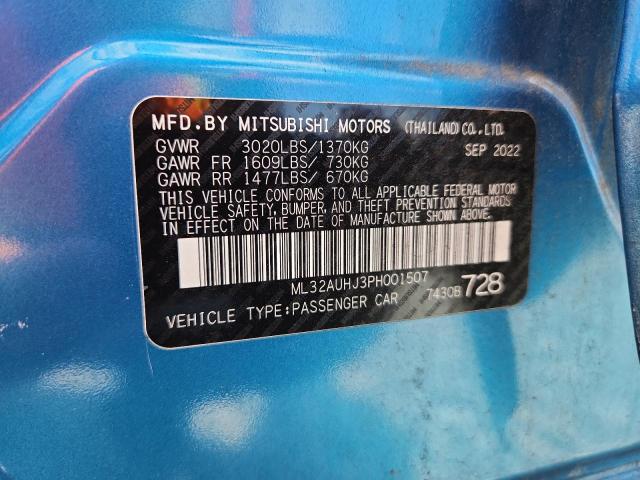 MFD.BY MITSUBISHI MOTORS (THAILAND) CO., LTD.
GVWR 3020LBS/1370KG SEP 2022
GAWR FR 1609LBS/ 730KG
GAWR RR 1477LBS/ 670KG
THIS VEHICLE CONFORMS TO ALL APPLICABLE FEDERAL MOTOR
VEHICLE SAFETY, BUMPER, AND THEFT PREVENTION STANDARDS
IN EFFECT ON THE DATE OF MANUFACTURE SHOWN ABOVE.
ML32AUHJ3PH001507
VEHICLE TYPE:PASSENGER CAR 7430B 728